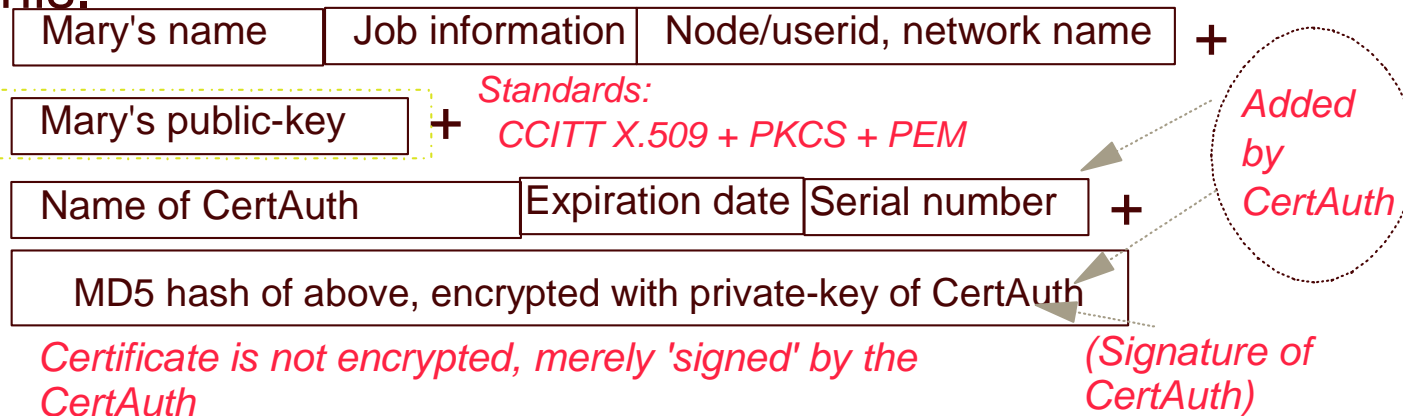 Mary's name Job information Node/userid, network name +
Mary's public-key + Standards:
CCITT X.509 + PKCS + PEM
Added
by
CertAuth
Name of CertAuth Expiration date Serial number +
MD5 hash of above, encrypted with private-key of CertAuth
Certificate is not encrypted, merely 'signed' by the
CertAuth
(Signature of
CertAuth)